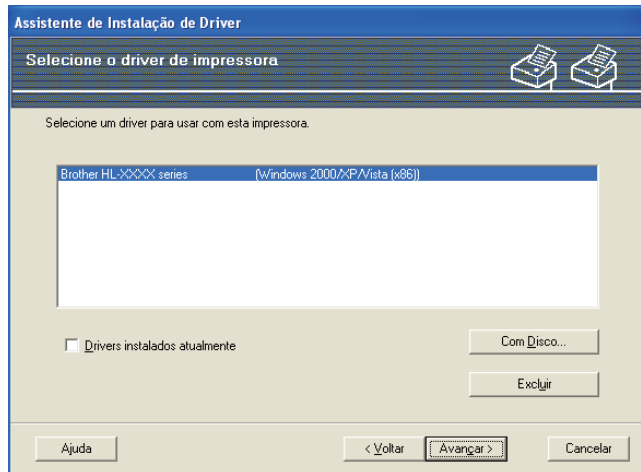 Assistente de Instalação de Driver
Selecione o driver de impressora
Selecione um driver para usar com esta impressora.
Brother HL-XXXX series (Windows 2000/XP/Vista (x86))
Drivers instalados atualmente
Com Disco...
Excluir
Ajuda
< Voltar
Avançar >
Cancelar